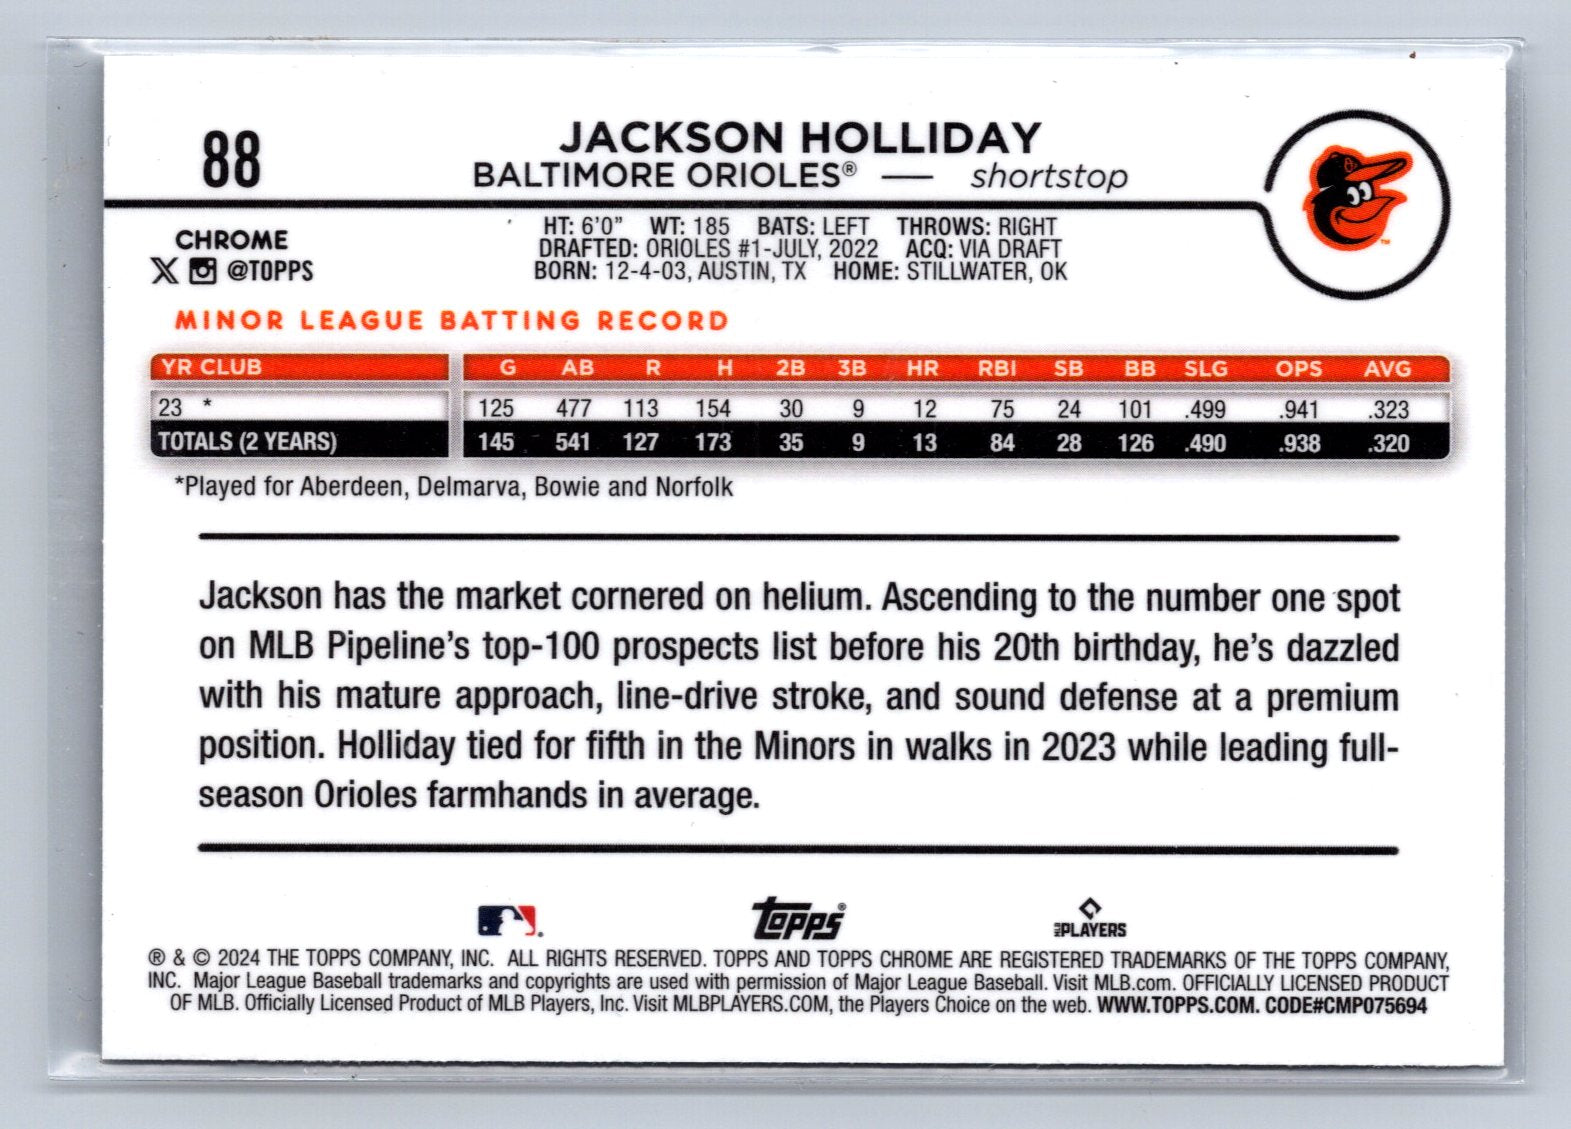 88
JACKSON HOLLIDAY
BALTIMORE ORIOLES® — shortstop
CHROME
@TOPPS
HT: 6'0" WT: 185 BATS: LEFT THROWS: RIGHT
DRAFTED: ORIOLES #1-JULY, 2022 ACQ: VIA DRAFT
BORN: 12-4-03, AUSTIN, TX HOME: STILLWATER, OK
MINOR LEAGUE BATTING RECORD
YR CLUB G AB R H 2B 3B HR RBI SB BB SLG OPS AVG
23 * 125 477 113 154 30 9 12 75 24 101 .499 .941 .323
TOTALS (2 YEARS) 145 541 127 173 35 9 13 84 28 126 .490 .938 .320
*Played for Aberdeen, Delmarva, Bowie and Norfolk
Jackson has the market cornered on helium. Ascending to the number one spot
on MLB Pipeline's top-100 prospects list before his 20th birthday, he's dazzled
with his mature approach, line-drive stroke, and sound defense at a premium
position. Holliday tied for fifth in the Minors in walks in 2023 while leading full-
season Orioles farmhands in average.
Topps®
MLB PLAYERS
® & © 2024 THE TOPPS COMPANY, INC. ALL RIGHTS RESERVED. TOPPS AND TOPPS CHROME ARE REGISTERED TRADEMARKS OF THE TOPPS COMPANY,
INC. Major League Baseball trademarks and copyrights are used with permission of Major League Baseball. Visit MLB.com. OFFICIALLY LICENSED PRODUCT
OF MLB. Officially Licensed Product of MLB Players, Inc. Visit MLBPLAYERS.COM, the Players Choice on the web. WWW.TOPPS.COM. CODE#CMP075694